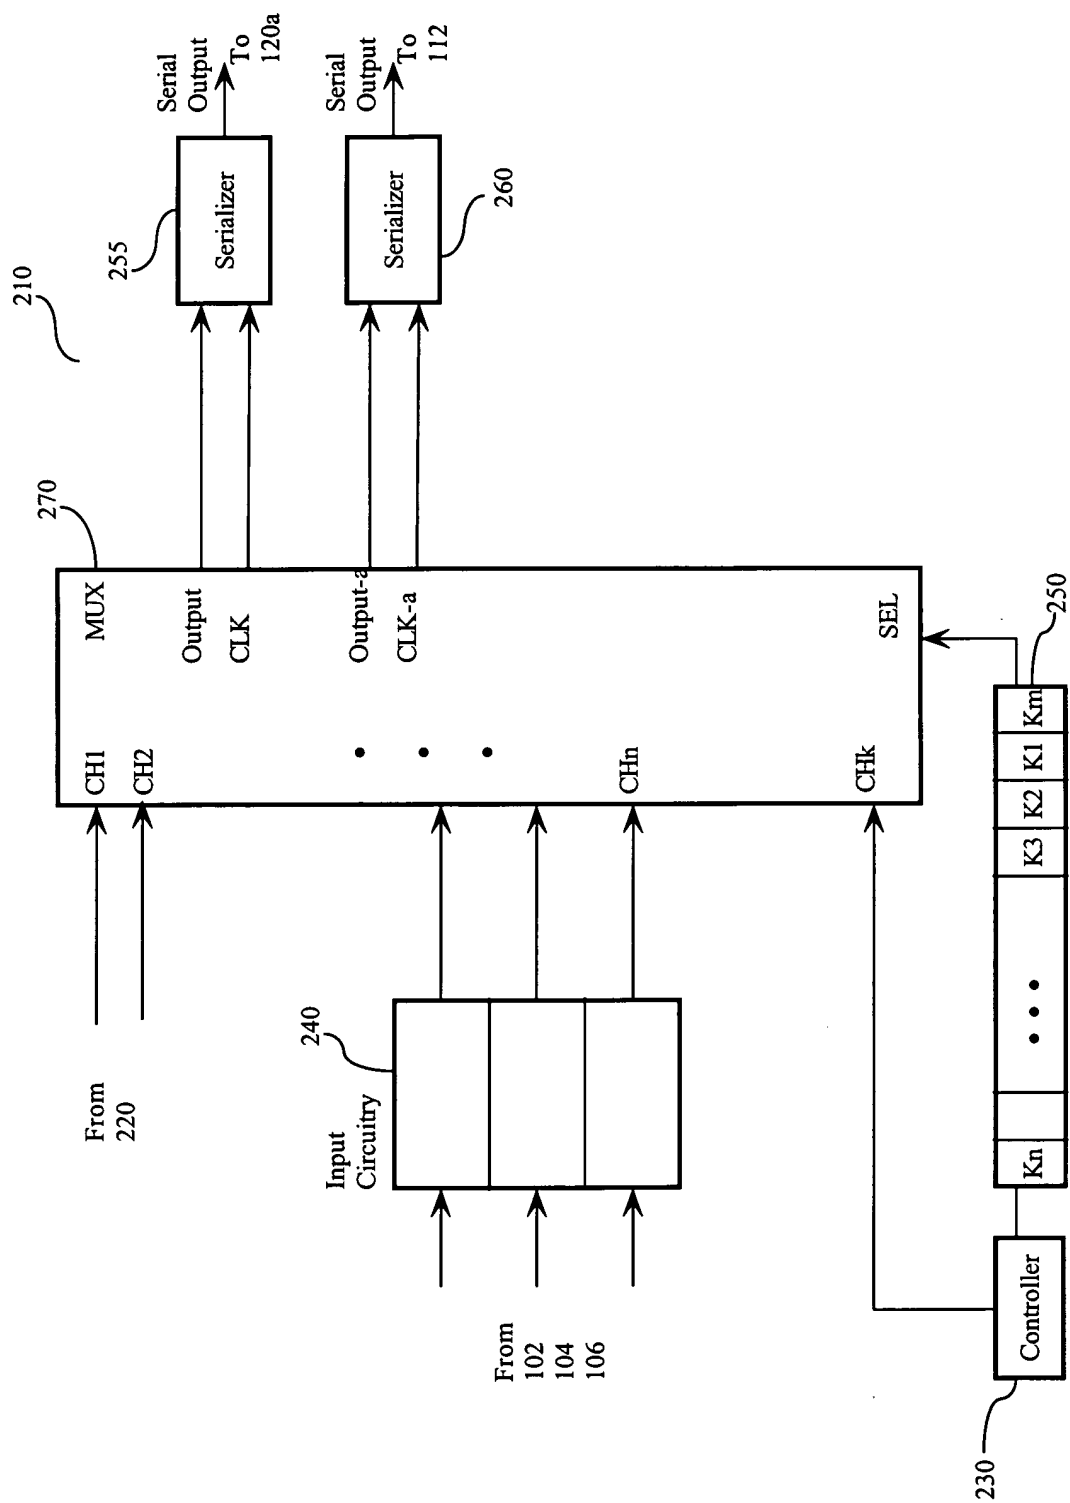 210
Serial
Output
To
120a
255
Serializer
Serial
Output
To
112
Serializer
260
270
MUX
Output
CLK
Output-a
CLK-a
SEL
CH1
CH2
• • •
CHn
CHk
From
220
240
Input
Circuitry
From
102
104
106
250
Kn • • • K3 K2 K1 Km
Controller
230